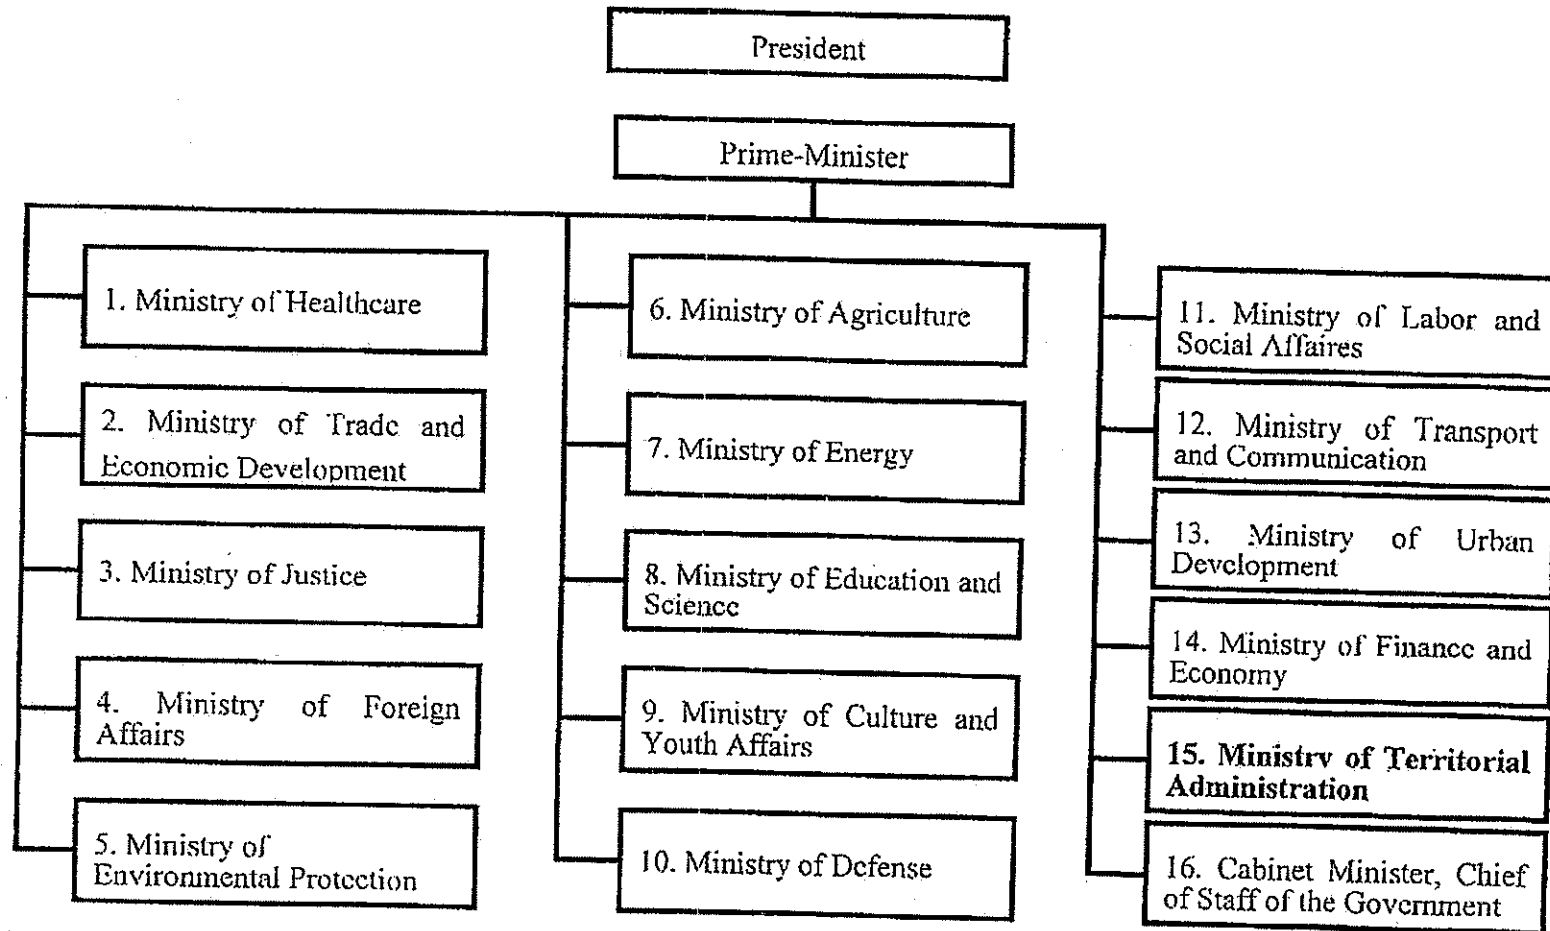 President
Prime-Minister
1. Ministry of Healthcare
2. Ministry of Trade and
Economic Development
3. Ministry of Justice
4. Ministry of Foreign
Affairs
5. Ministry of
Environmental Protection
6. Ministry of Agriculture
7. Ministry of Energy
8. Ministry of Education and
Science
9. Ministry of Culture and
Youth Affairs
10. Ministry of Defense
11. Ministry of Labor and
Social Affaires
12. Ministry of Transport
and Communication
13. Ministry of Urban
Development
14. Ministry of Finance and
Economy
15. Ministry of Territorial
Administration
16. Cabinet Minister, Chief
of Staff of the Government